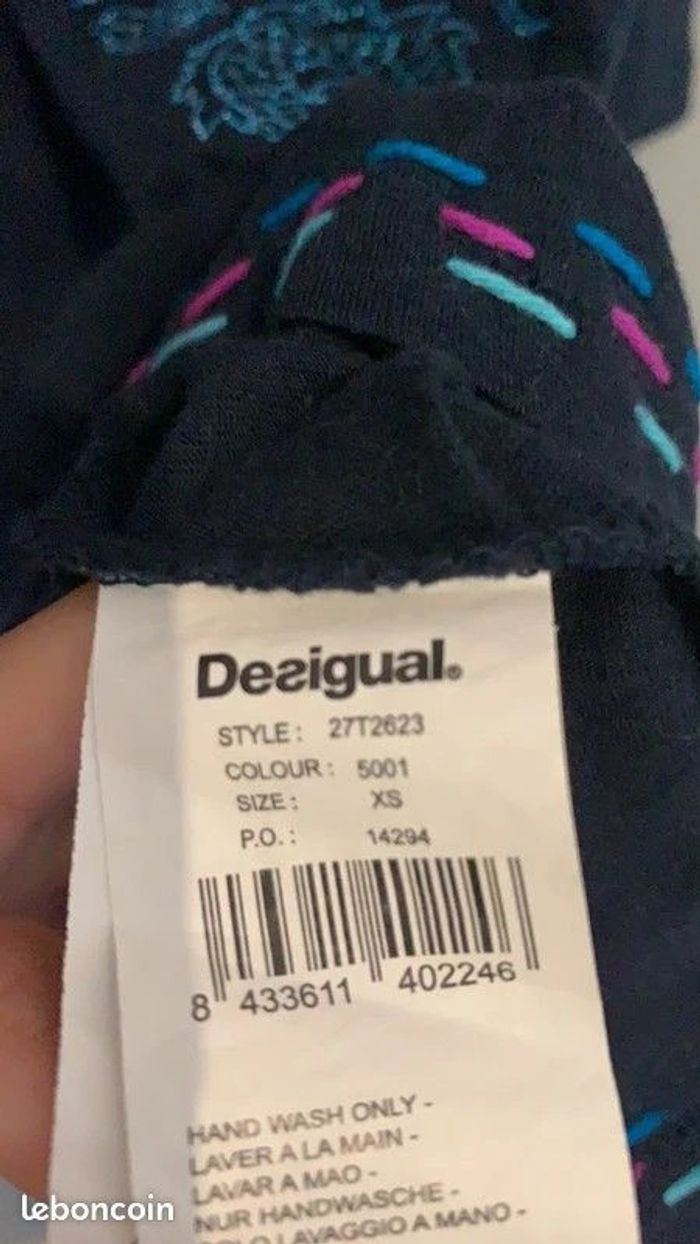 Desigual.
STYLE: 27T2623
COLOUR: 5001
SIZE: XS
P.O.: 14294
8 433611 402246
HAND WASH ONLY -
LAVER A LA MAIN -
LAVAR A MAO -
NUR HANDWASCHE -
LAVAGGIO A MANO -
leboncoin